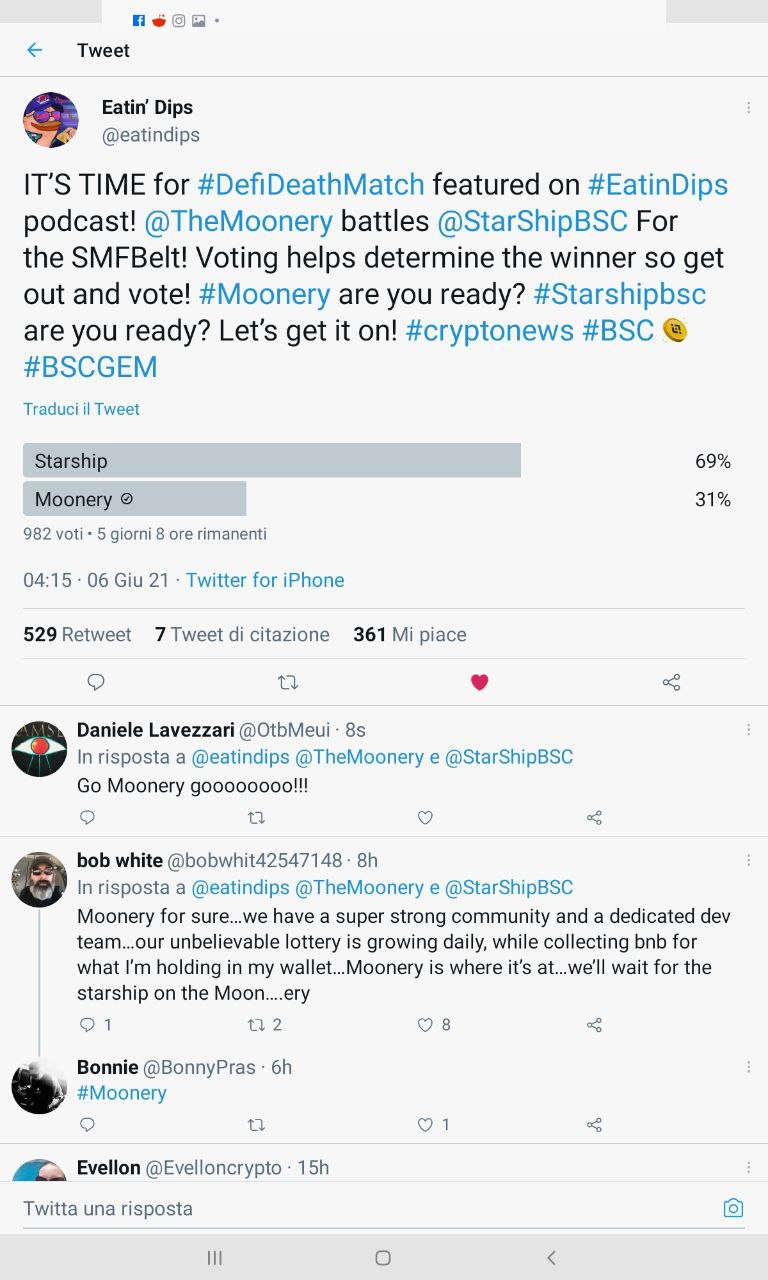 Tweet
Eatin' Dips
@eatindips
IT'S TIME for #DefiDeathMatch featured on #EatinDips
podcast! @TheMoonery battles @StarShipBSC For
the SMFBelt! Voting helps determine the winner so get
out and vote! #Moonery are you ready? #Starshipbsc
are you ready? Let's get it on! #cryptonews #BSC
#BSCGEM
Traduci il Tweet
Starship 69%
Moonery 31%
982 voti • 5 giorni 8 ore rimanenti
04:15 · 06 Giu 21 · Twitter for iPhone
529 Retweet 7 Tweet di citazione 361 Mi piace
Daniele Lavezzari @OtbMeui · 8s
In risposta a @eatindips @TheMoonery e @StarShipBSC
Go Moonery goooooooo!!!
bob white @bobwhit42547148 · 8h
In risposta a @eatindips @TheMoonery e @StarShipBSC
Moonery for sure...we have a super strong community and a dedicated dev
team...our unbelievable lottery is growing daily, while collecting bnb for
what I'm holding in my wallet...Moonery is where it's at...we'll wait for the
starship on the Moon....ery
1 2 8
Bonnie @BonnyPras · 6h
#Moonery
1
Evellon @Evelloncrypto · 15h
Twitta una risposta